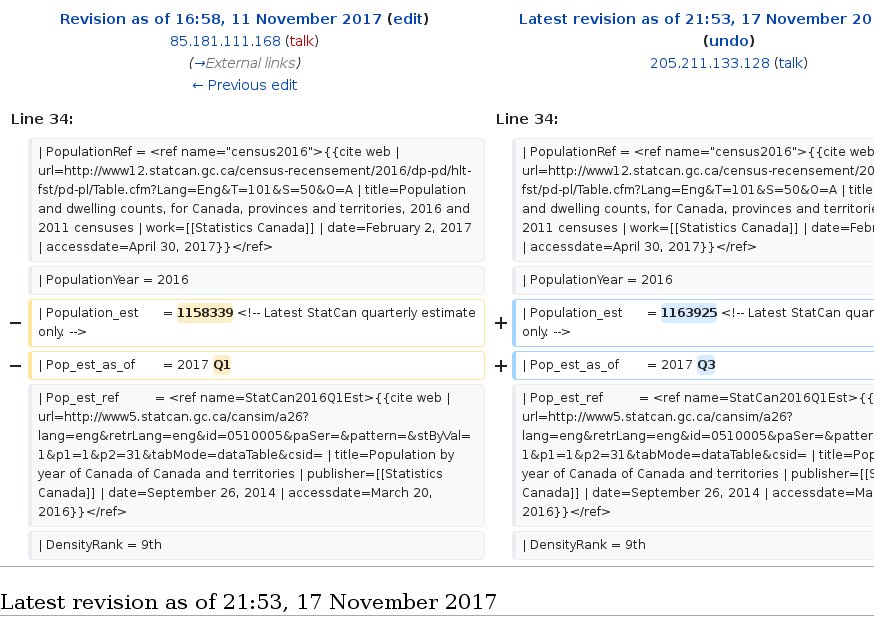 Revision as of 16:58, 11 November 2017 (edit)
85.181.111.168 (talk)
(→External links)
← Previous edit
Latest revision as of 21:53, 17 November 20
(undo)
205.211.133.128 (talk)
Line 34:
| PopulationRef = <ref name="census2016">{{cite web |
url=http://www12.statcan.gc.ca/census-recensement/2016/dp-pd/hlt-
fst/pd-pl/Table.cfm?Lang=Eng&T=101&S=50&O=A | title=Population
and dwelling counts, for Canada, provinces and territories, 2016 and
2011 censuses | work=[[Statistics Canada]] | date=February 2, 2017
| accessdate=April 30, 2017}}</ref>
| PopulationYear = 2016
− | Population_est = 1158339 <!-- Latest StatCan quarterly estimate
only. -->
− | Pop_est_as_of = 2017 Q1
| Pop_est_ref = <ref name=StatCan2016Q1Est>{{cite web |
url=http://www5.statcan.gc.ca/cansim/a26?
lang=eng&retrLang=eng&id=0510005&paSer=&pattern=&stByVal=
1&p1=1&p2=31&tabMode=dataTable&csid= | title=Population by
year of Canada of Canada and territories | publisher=[[Statistics
Canada]] | date=September 26, 2014 | accessdate=March 20,
2016}}</ref>
| DensityRank = 9th
Line 34:
| PopulationRef = <ref name="census2016">{{cite web |
url=http://www12.statcan.gc.ca/census-recensement/20
fst/pd-pl/Table.cfm?Lang=Eng&T=101&S=50&O=A | title
and dwelling counts, for Canada, provinces and territorie
2011 censuses | work=[[Statistics Canada]] | date=Febr
| accessdate=April 30, 2017}}</ref>
| PopulationYear = 2016
+ | Population_est = 1163925 <!-- Latest StatCan quar
only. -->
+ | Pop_est_as_of = 2017 Q3
| Pop_est_ref = <ref name=StatCan2016Q1Est>{{
url=http://www5.statcan.gc.ca/cansim/a26?
lang=eng&retrLang=eng&id=0510005&paSer=&patter
1&p1=1&p2=31&tabMode=dataTable&csid= | title=Pop
year of Canada of Canada and territories | publisher=[[S
Canada]] | date=September 26, 2014 | accessdate=Ma
2016}}</ref>
| DensityRank = 9th
Latest revision as of 21:53, 17 November 2017